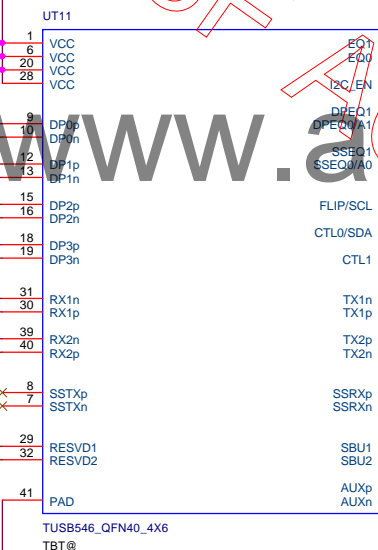 UT11
1 VCC EQ1
6 VCC EQ0
20 VCC
28 VCC I2C_EN
DPEQ1
9 DP0p DPEQ0/A1
10 DP0n
SSEQ1
12 DP1p SSEQ0/A0
13 DP1n
15 DP2p FLIP/SCL
16 DP2n
CTL0/SDA
18 DP3p
19 DP3n CTL1
31 RX1n TX1n
30 RX1p TX1p
39 RX2n TX2p
40 RX2p TX2n
8 SSTXp SSRXp
7 SSTXn SSRXn
29 RESVD1 SBU1
32 RESVD2 SBU2
AUXp
41 PAD AUXn
TUSB546_QFN40_4X6
TBT@
www.a